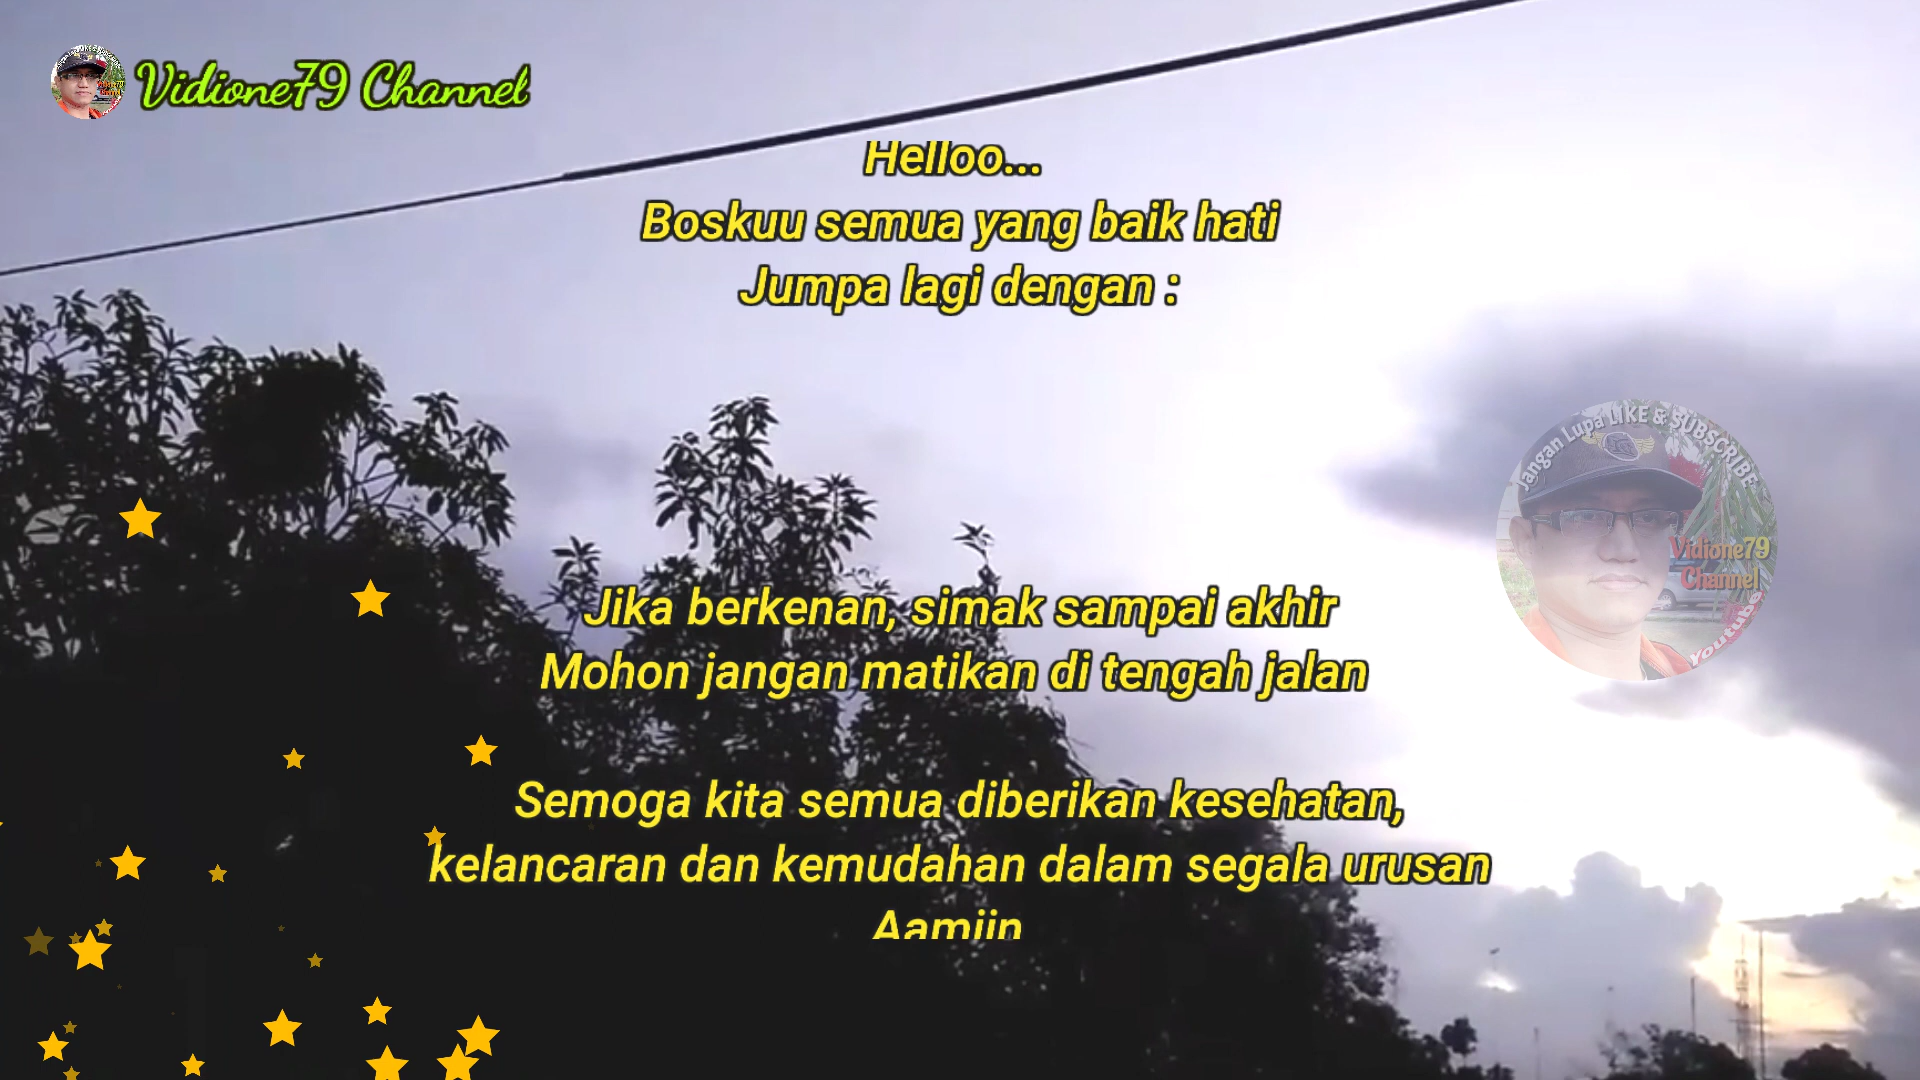 Vidione79 Channel
Helloo...
Boskuu semua yang baik hati
Jumpa lagi dengan :
Jangan Lupa LIKE & SUBSCRIBE
Vidione79
Channel
Youtube
Jika berkenan, simak sampai akhir
Mohon jangan matikan di tengah jalan
Semoga kita semua diberikan kesehatan,
kelancaran dan kemudahan dalam segala urusan
Aamiin